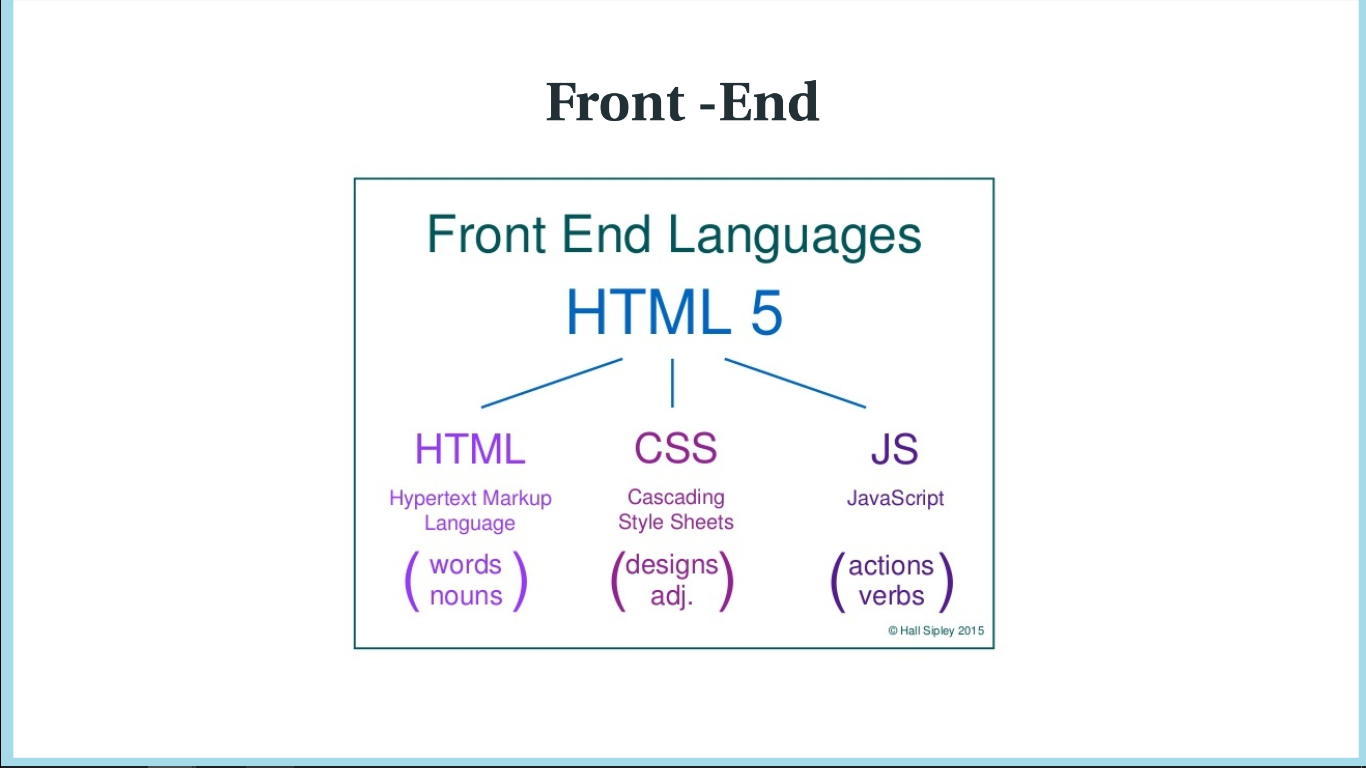 Front -End
Front End Languages
HTML 5
HTML
CSS
JS
Hypertext Markup
Language
Cascading
Style Sheets
JavaScript
( words
nouns )
(designs
adj. )
( actions
verbs )
© Hall Sipley 2015